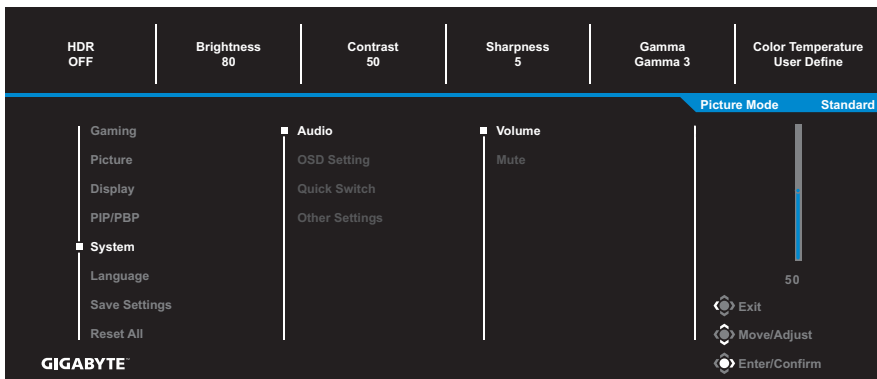 HDR Brightness Contrast Sharpness Gamma Color Temperature
OFF 80 50 5 Gamma 3 User Define
Picture Mode Standard
Gaming Audio Volume
Picture OSD Setting Mute
Display Quick Switch
PIP/PBP Other Settings
System
Language
50
Save Settings Exit
Reset All Move/Adjust
GIGABYTE™ Enter/Confirm